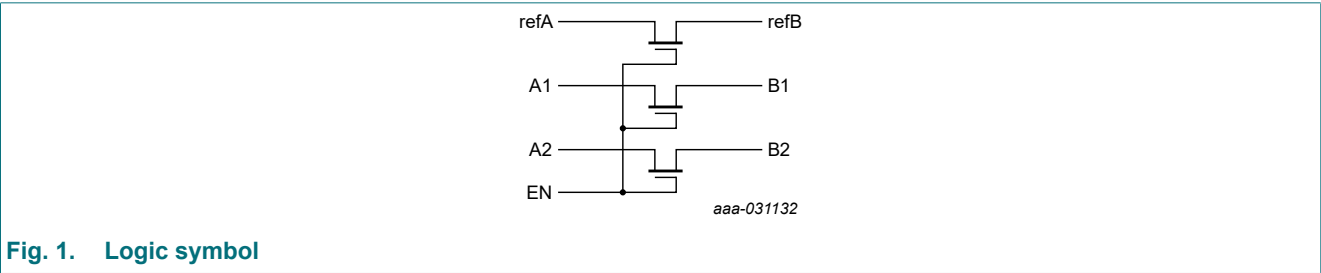 refA refB
A1 B1
A2 B2
EN
aaa-031132
Fig. 1. Logic symbol